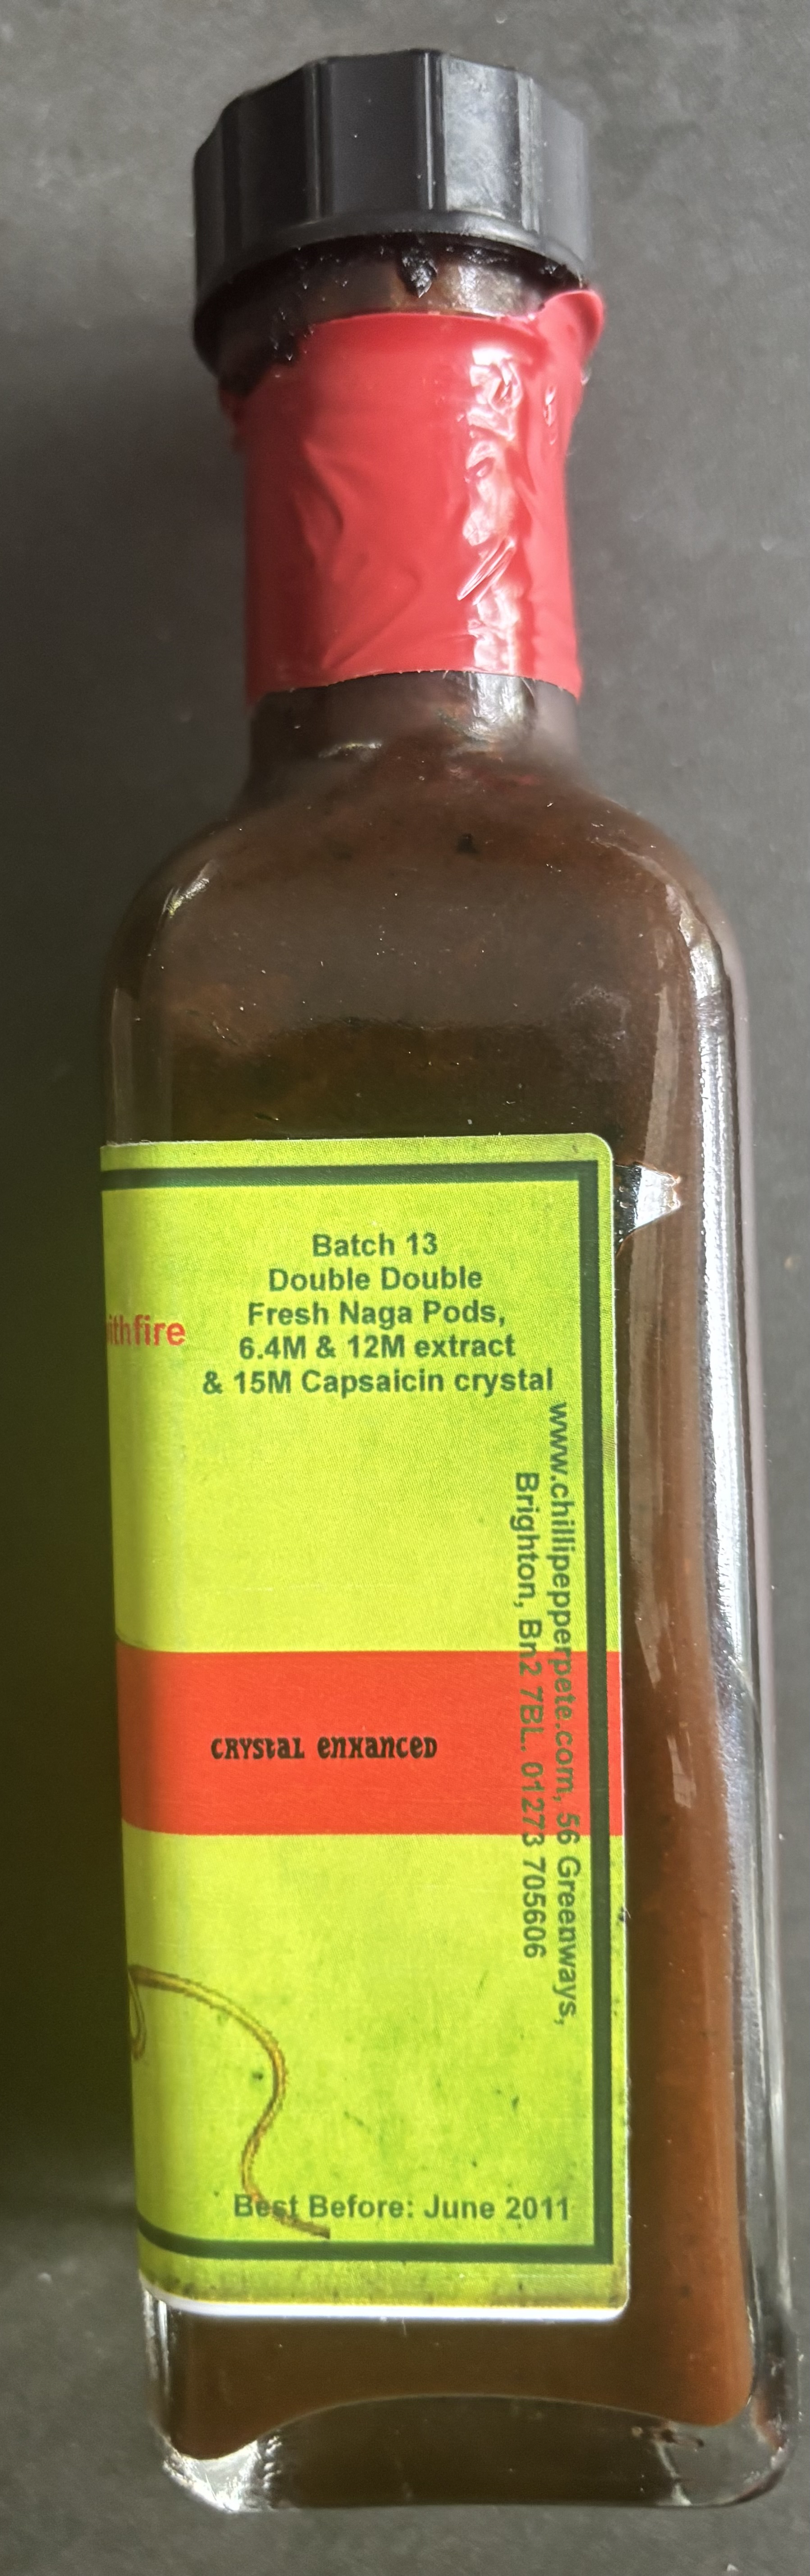 Batch 13
Double Double
Fresh Naga Pods,
6.4M & 12M extract
& 15M Capsaicin crystal
ithfire
www.chillipepperpete.com, 56 Greenways,
Brighton, Bn2 7BL. 01273 705606
CRYStaL enHanceD
Best Before: June 2011